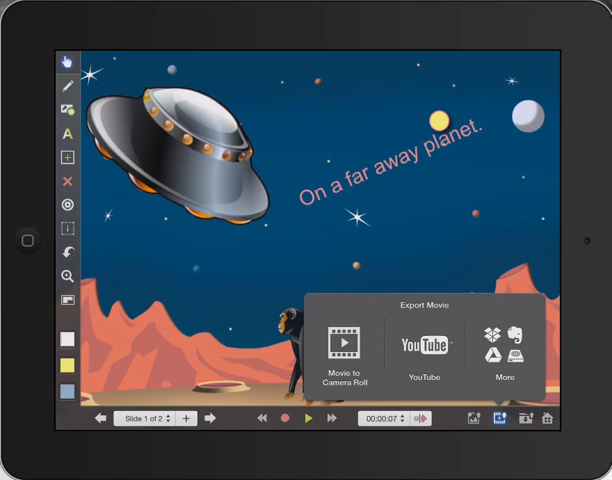 On a far away planet.
A
Export Movie
YouTube
Movie to
Camera Roll
YouTube
More
Slide 1 of 2
00:00:07